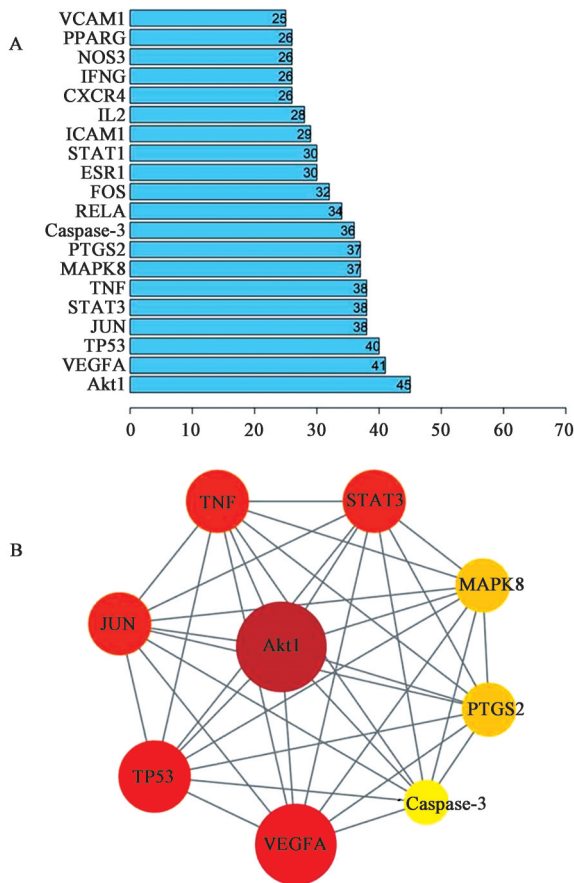 A
VCAM1 25
PPARG 26
NOS3 26
IFNG 26
CXCR4 26
IL2 28
ICAM1 29
STAT1 30
ESR1 30
FOS 32
RELA 34
Caspase-3 36
PTGS2 37
MAPK8 37
TNF 38
STAT3 38
JUN 38
TP53 40
VEGFA 41
Akt1 45
0 10 20 30 40 50 60 70
B
TNF STAT3
MAPK8
JUN
Akt1
PTGS2
TP53
Caspase-3
VEGFA